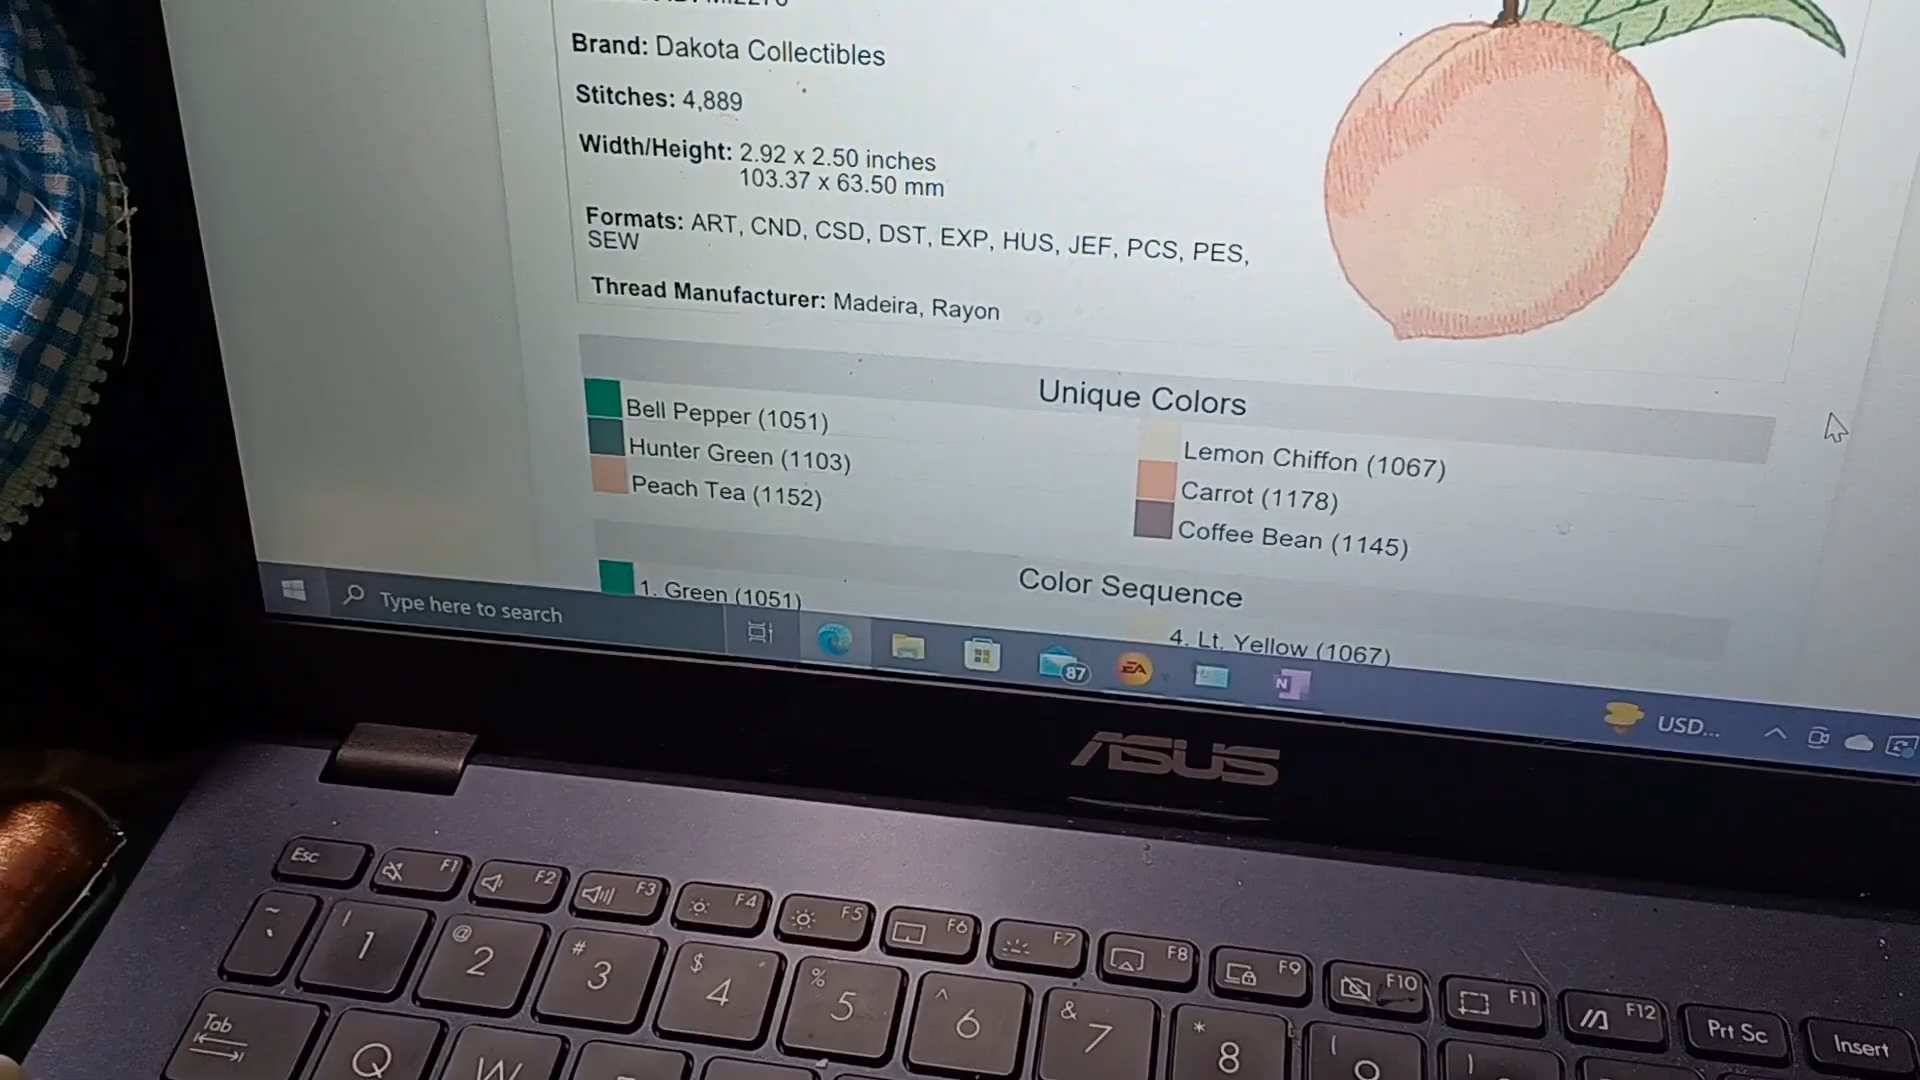 Brand: Dakota Collectibles
Stitches: 4,889
Width/Height: 2.92 x 2.50 inches
103.37 x 63.50 mm
Formats: ART, CND, CSD, DST, EXP, HUS, JEF, PCS, PES,
SEW
Thread Manufacturer: Madeira, Rayon
Unique Colors
Bell Pepper (1051)
Hunter Green (1103)
Peach Tea (1152)
Lemon Chiffon (1067)
Carrot (1178)
Coffee Bean (1145)
Color Sequence
1. Green (1051)
4. Lt. Yellow (1067)
Type here to search
87
EA
N
USD...
ASUS
Esc F1 F2 F3 F4 F5 F6 F7 F8 F9 F10 F11 F12 Prt Sc Insert
~ ` ! 1 @ 2 # 3 $ 4 % 5 ^ 6 & 7 * 8 ( 9 )
Tab Q W